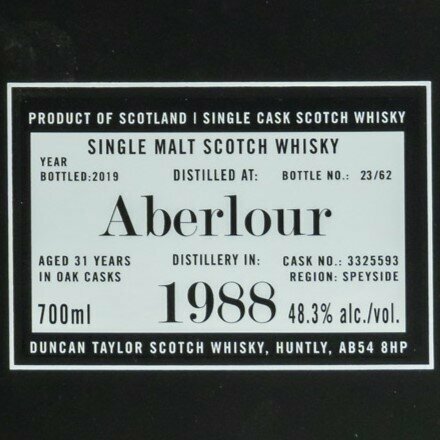 PRODUCT OF SCOTLAND | SINGLE CASK SCOTCH WHISKY
SINGLE MALT SCOTCH WHISKY
YEAR
BOTTLED:2019 DISTILLED AT: BOTTLE NO.: 23/62
Aberlour
AGED 31 YEARS DISTILLERY IN: CASK NO.: 3325593
IN OAK CASKS REGION: SPEYSIDE
700ml 1988 48.3% alc./vol.
DUNCAN TAYLOR SCOTCH WHISKY, HUNTLY, AB54 8HP